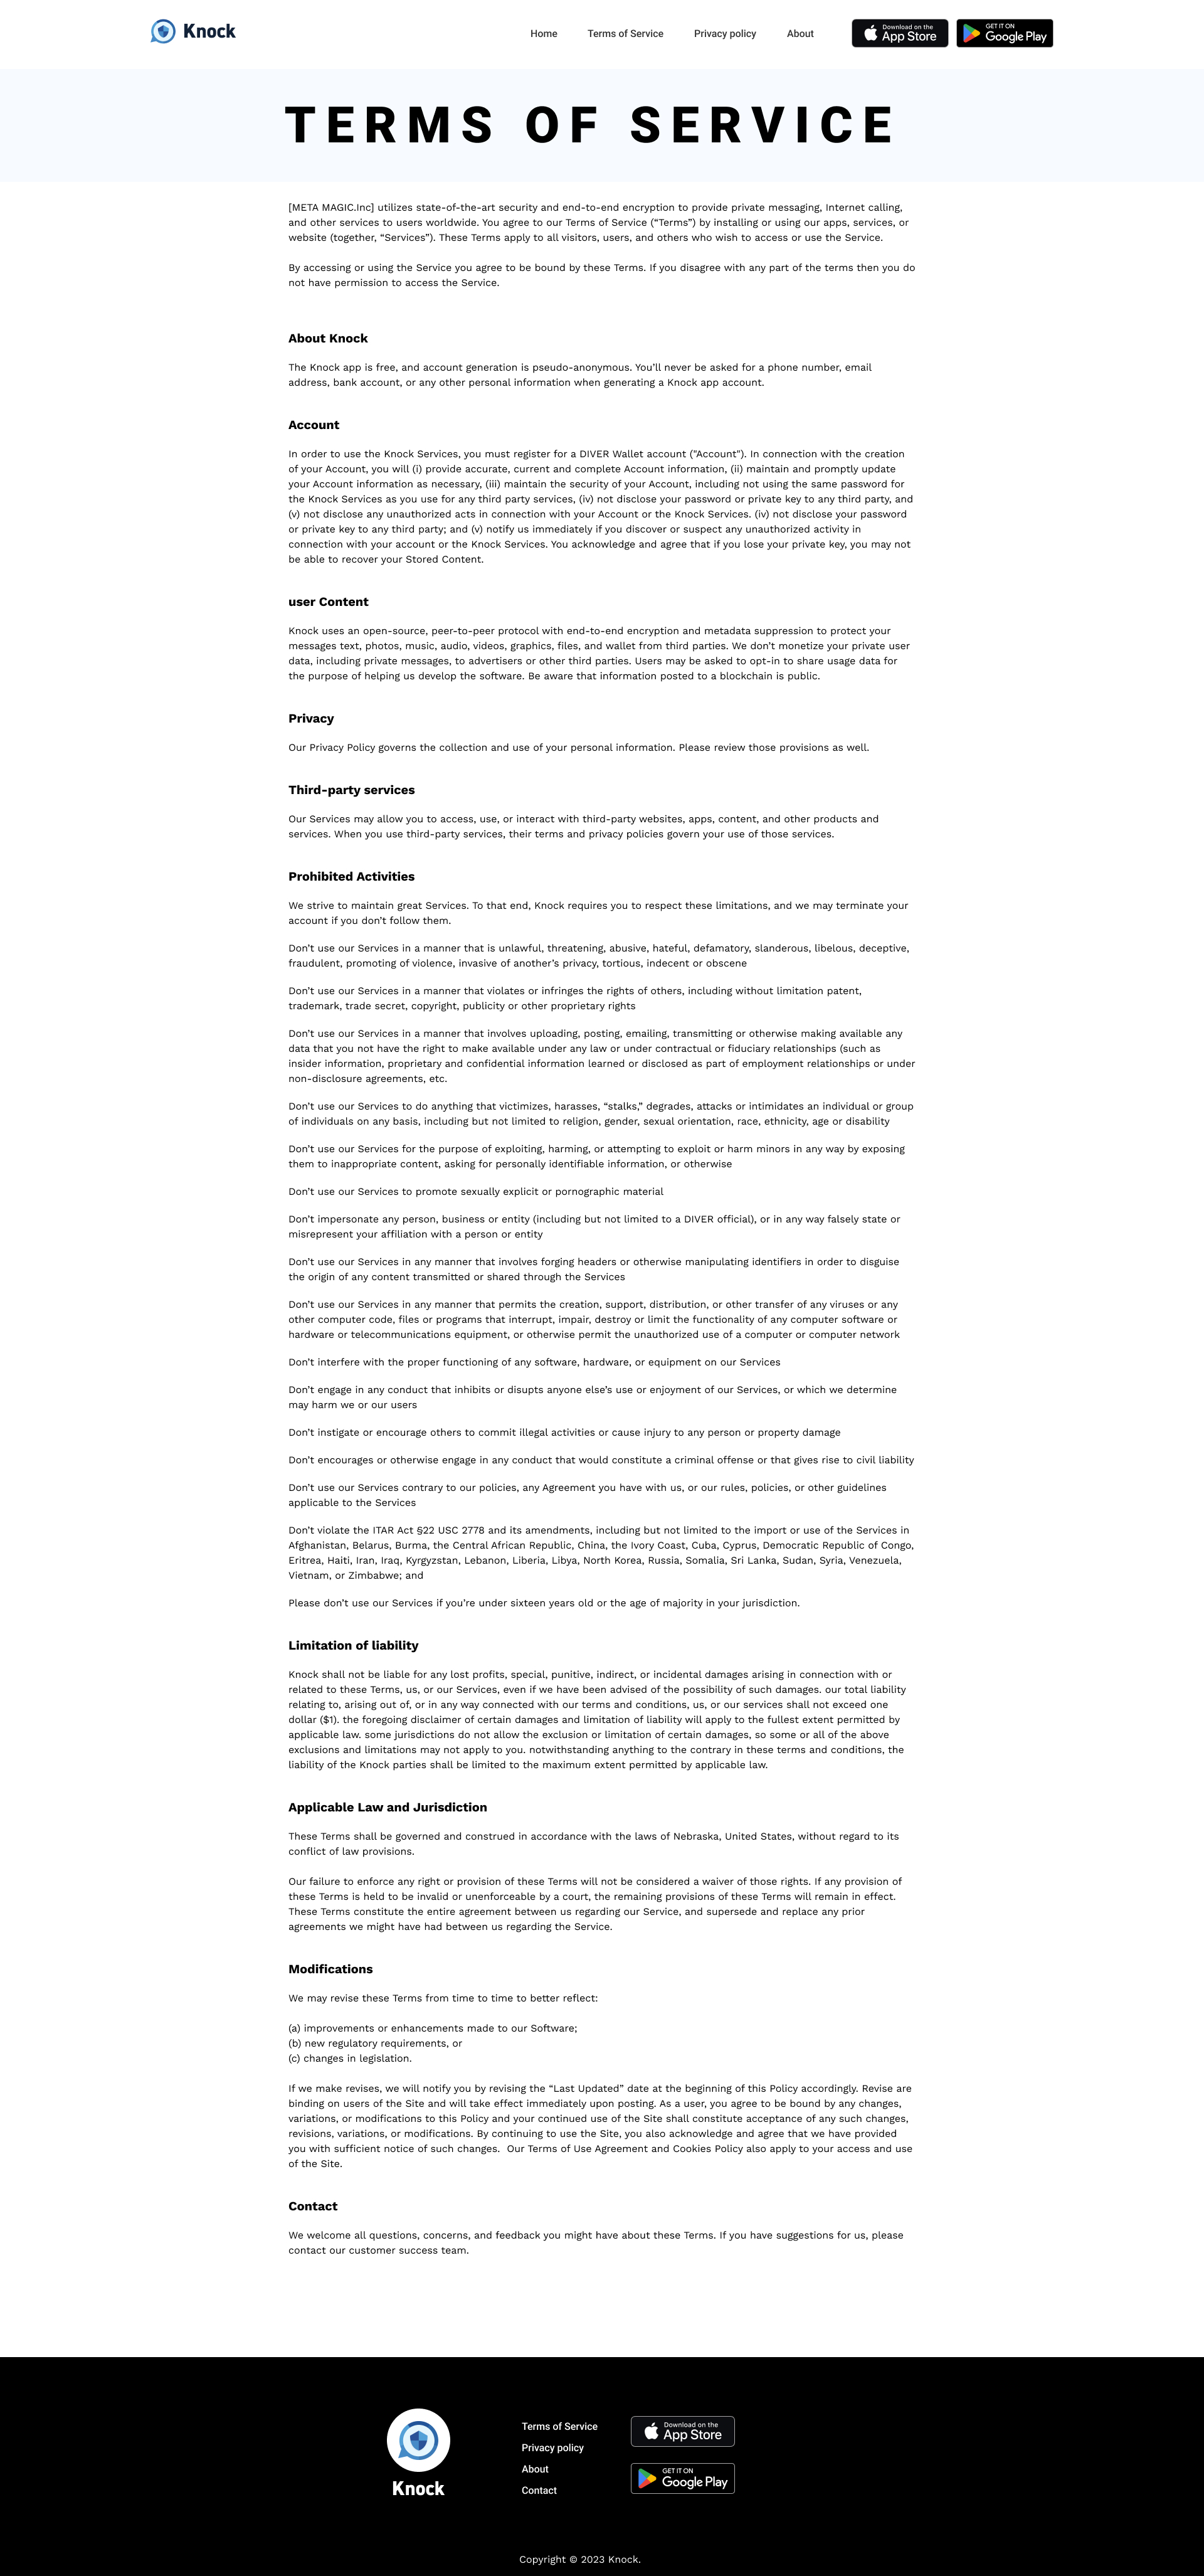 Knock
Home
Terms of Service
Privacy policy
About
Download on the
App Store
GET IT ON
Google Play
TERMS OF SERVICE
[META MAGIC.Inc] utilizes state-of-the-art security and end-to-end encryption to provide private messaging, Internet calling,
and other services to users worldwide. You agree to our Terms of Service (“Terms”) by installing or using our apps, services, or
website (together, “Services”). These Terms apply to all visitors, users, and others who wish to access or use the Service.
By accessing or using the Service you agree to be bound by these Terms. If you disagree with any part of the terms then you do
not have permission to access the Service.
About Knock
The Knock app is free, and account generation is pseudo-anonymous. You’ll never be asked for a phone number, email
address, bank account, or any other personal information when generating a Knock app account.
Account
In order to use the Knock Services, you must register for a DIVER Wallet account ("Account"). In connection with the creation
of your Account, you will (i) provide accurate, current and complete Account information, (ii) maintain and promptly update
your Account information as necessary, (iii) maintain the security of your Account, including not using the same password for
the Knock Services as you use for any third party services, (iv) not disclose your password or private key to any third party, and
(v) not disclose any unauthorized acts in connection with your Account or the Knock Services. (iv) not disclose your password
or private key to any third party; and (v) notify us immediately if you discover or suspect any unauthorized activity in
connection with your account or the Knock Services. You acknowledge and agree that if you lose your private key, you may not
be able to recover your Stored Content.
user Content
Knock uses an open-source, peer-to-peer protocol with end-to-end encryption and metadata suppression to protect your
messages text, photos, music, audio, videos, graphics, files, and wallet from third parties. We don’t monetize your private user
data, including private messages, to advertisers or other third parties. Users may be asked to opt-in to share usage data for
the purpose of helping us develop the software. Be aware that information posted to a blockchain is public.
Privacy
Our Privacy Policy governs the collection and use of your personal information. Please review those provisions as well.
Third-party services
Our Services may allow you to access, use, or interact with third-party websites, apps, content, and other products and
services. When you use third-party services, their terms and privacy policies govern your use of those services.
Prohibited Activities
We strive to maintain great Services. To that end, Knock requires you to respect these limitations, and we may terminate your
account if you don’t follow them.
Don’t use our Services in a manner that is unlawful, threatening, abusive, hateful, defamatory, slanderous, libelous, deceptive,
fraudulent, promoting of violence, invasive of another’s privacy, tortious, indecent or obscene
Don’t use our Services in a manner that violates or infringes the rights of others, including without limitation patent,
trademark, trade secret, copyright, publicity or other proprietary rights
Don’t use our Services in a manner that involves uploading, posting, emailing, transmitting or otherwise making available any
data that you not have the right to make available under any law or under contractual or fiduciary relationships (such as
insider information, proprietary and confidential information learned or disclosed as part of employment relationships or under
non-disclosure agreements, etc.
Don’t use our Services to do anything that victimizes, harasses, “stalks,” degrades, attacks or intimidates an individual or group
of individuals on any basis, including but not limited to religion, gender, sexual orientation, race, ethnicity, age or disability
Don’t use our Services for the purpose of exploiting, harming, or attempting to exploit or harm minors in any way by exposing
them to inappropriate content, asking for personally identifiable information, or otherwise
Don’t use our Services to promote sexually explicit or pornographic material
Don’t impersonate any person, business or entity (including but not limited to a DIVER official), or in any way falsely state or
misrepresent your affiliation with a person or entity
Don’t use our Services in any manner that involves forging headers or otherwise manipulating identifiers in order to disguise
the origin of any content transmitted or shared through the Services
Don’t use our Services in any manner that permits the creation, support, distribution, or other transfer of any viruses or any
other computer code, files or programs that interrupt, impair, destroy or limit the functionality of any computer software or
hardware or telecommunications equipment, or otherwise permit the unauthorized use of a computer or computer network
Don’t interfere with the proper functioning of any software, hardware, or equipment on our Services
Don’t engage in any conduct that inhibits or disupts anyone else’s use or enjoyment of our Services, or which we determine
may harm we or our users
Don’t instigate or encourage others to commit illegal activities or cause injury to any person or property damage
Don’t encourages or otherwise engage in any conduct that would constitute a criminal offense or that gives rise to civil liability
Don’t use our Services contrary to our policies, any Agreement you have with us, or our rules, policies, or other guidelines
applicable to the Services
Don’t violate the ITAR Act §22 USC 2778 and its amendments, including but not limited to the import or use of the Services in
Afghanistan, Belarus, Burma, the Central African Republic, China, the Ivory Coast, Cuba, Cyprus, Democratic Republic of Congo,
Eritrea, Haiti, Iran, Iraq, Kyrgyzstan, Lebanon, Liberia, Libya, North Korea, Russia, Somalia, Sri Lanka, Sudan, Syria, Venezuela,
Vietnam, or Zimbabwe; and
Please don’t use our Services if you’re under sixteen years old or the age of majority in your jurisdiction.
Limitation of liability
Knock shall not be liable for any lost profits, special, punitive, indirect, or incidental damages arising in connection with or
related to these Terms, us, or our Services, even if we have been advised of the possibility of such damages. our total liability
relating to, arising out of, or in any way connected with our terms and conditions, us, or our services shall not exceed one
dollar ($1). the foregoing disclaimer of certain damages and limitation of liability will apply to the fullest extent permitted by
applicable law. some jurisdictions do not allow the exclusion or limitation of certain damages, so some or all of the above
exclusions and limitations may not apply to you. notwithstanding anything to the contrary in these terms and conditions, the
liability of the Knock parties shall be limited to the maximum extent permitted by applicable law.
Applicable Law and Jurisdiction
These Terms shall be governed and construed in accordance with the laws of Nebraska, United States, without regard to its
conflict of law provisions.
Our failure to enforce any right or provision of these Terms will not be considered a waiver of those rights. If any provision of
these Terms is held to be invalid or unenforceable by a court, the remaining provisions of these Terms will remain in effect.
These Terms constitute the entire agreement between us regarding our Service, and supersede and replace any prior
agreements we might have had between us regarding the Service.
Modifications
We may revise these Terms from time to time to better reflect:
(a) improvements or enhancements made to our Software;
(b) new regulatory requirements, or
(c) changes in legislation.
If we make revises, we will notify you by revising the “Last Updated” date at the beginning of this Policy accordingly. Revise are
binding on users of the Site and will take effect immediately upon posting. As a user, you agree to be bound by any changes,
variations, or modifications to this Policy and your continued use of the Site shall constitute acceptance of any such changes,
revisions, variations, or modifications. By continuing to use the Site, you also acknowledge and agree that we have provided
you with sufficient notice of such changes.  Our Terms of Use Agreement and Cookies Policy also apply to your access and use
of the Site.
Contact
We welcome all questions, concerns, and feedback you might have about these Terms. If you have suggestions for us, please
contact our customer success team.
Knock
Terms of Service
Privacy policy
About
Contact
Download on the
App Store
GET IT ON
Google Play
Copyright © 2023 Knock.